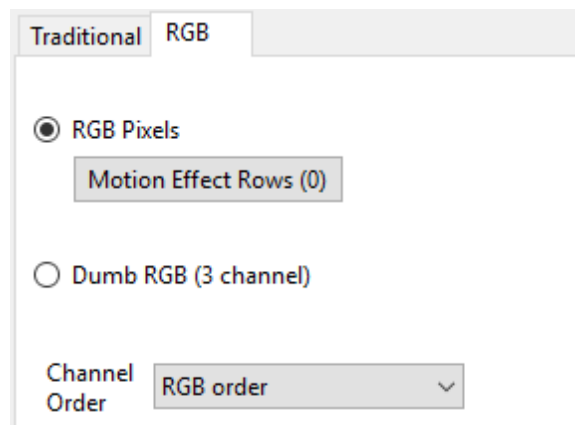 Traditional RGB
RGB Pixels
Motion Effect Rows (0)
Dumb RGB (3 channel)
Channel
Order
RGB order